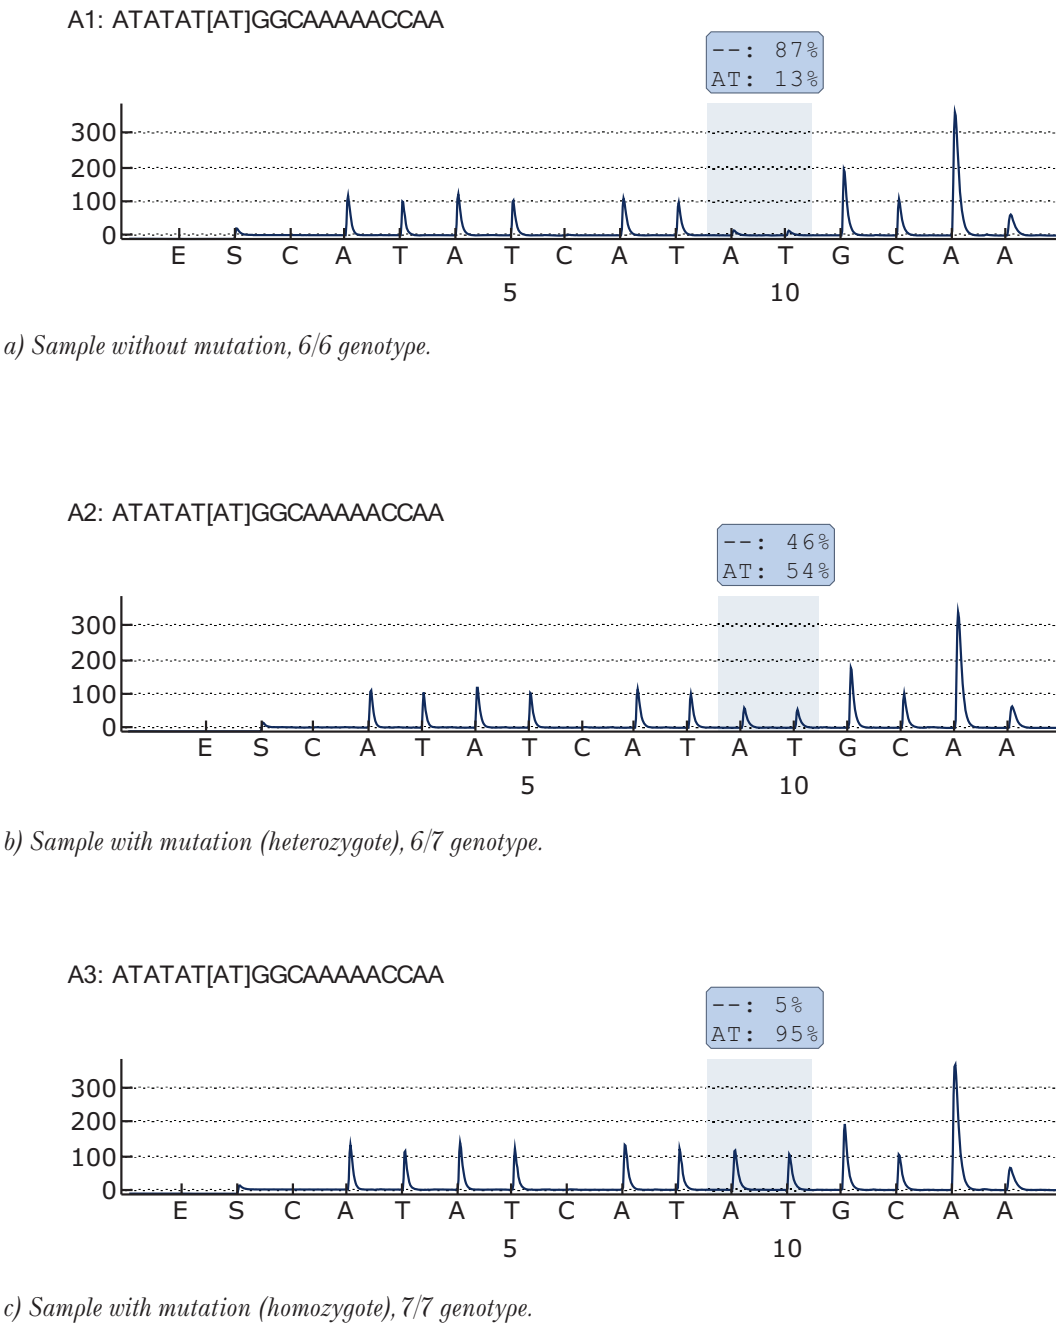 A1: ATATAT[AT]GGCAAAAACCAA
--: 87%
AT: 13%
300
200
100
0
E S C A T A T C A T A T G C A A
5 10
a) Sample without mutation, 6/6 genotype.
A2: ATATAT[AT]GGCAAAAACCAA
--: 46%
AT: 54%
300
200
100
0
E S C A T A T C A T A T G C A A
5 10
b) Sample with mutation (heterozygote), 6/7 genotype.
A3: ATATAT[AT]GGCAAAAACCAA
--: 5%
AT: 95%
300
200
100
0
E S C A T A T C A T A T G C A A
5 10
c) Sample with mutation (homozygote), 7/7 genotype.